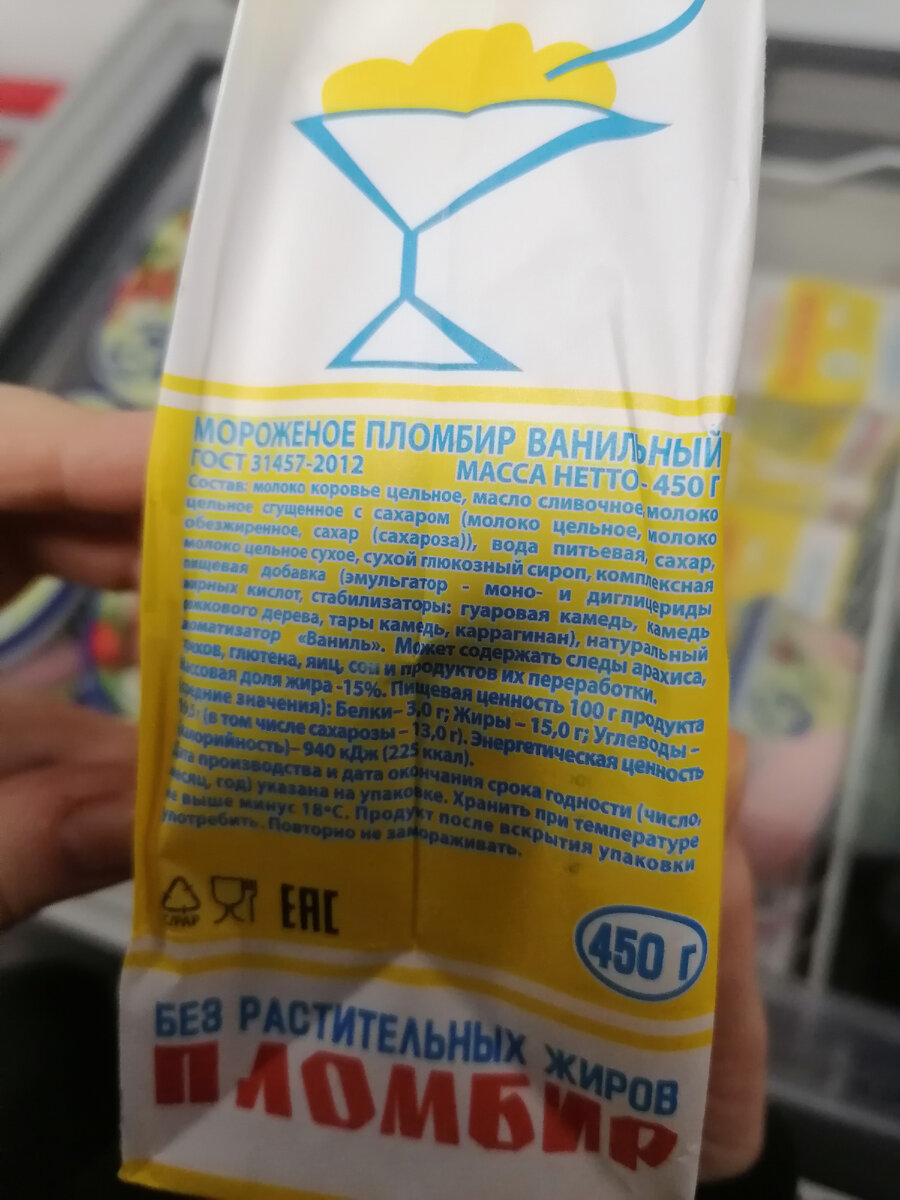 МОРОЖЕНОЕ ПЛОМБИР ВАНИЛЬНЫЙ
ГОСТ 31457-2012 МАССА НЕТТО- 450 Г
Состав: молоко коровье цельное, масло сливочное, молоко
цельное сгущенное с сахаром (молоко цельное, молоко
обезжиренное, сахар (сахароза)), вода питьевая, сахар,
молоко цельное сухое, сухой глюкозный сироп, комплексная
пищевая добавка (эмульгатор - моно- и диглицериды
жирных кислот, стабилизаторы: гуаровая камедь, камедь
рожкового дерева, тары камедь, каррагинан), натуральный
ароматизатор «Ваниль». Может содержать следы арахиса,
орехов, глютена, яиц, сои и продуктов их переработки.
Массовая доля жира -15%. Пищевая ценность 100 г продукта
(средние значения): Белки– 3,0 г; Жиры – 15,0 г; Углеводы –
(в том числе сахарозы – 13,0 г). Энергетическая ценность
(калорийность)– 940 кДж (225 ккал).
Дата производства и дата окончания срока годности (число,
месяц, год) указана на упаковке. Хранить при температуре
не выше минус 18°С. Продукт после вскрытия упаковки
употребить. Повторно не замораживать.
C/PAP
ЕАС
450 г
БЕЗ РАСТИТЕЛЬНЫХ ЖИРОВ
ПЛОМБИР